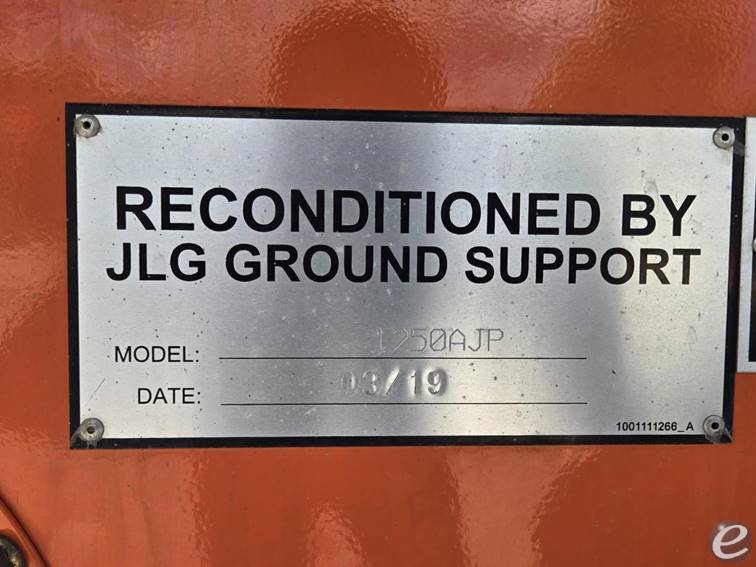 RECONDITIONED BY
JLG GROUND SUPPORT
MODEL: 1250AJP
DATE: 03/19
1001111266_A
e